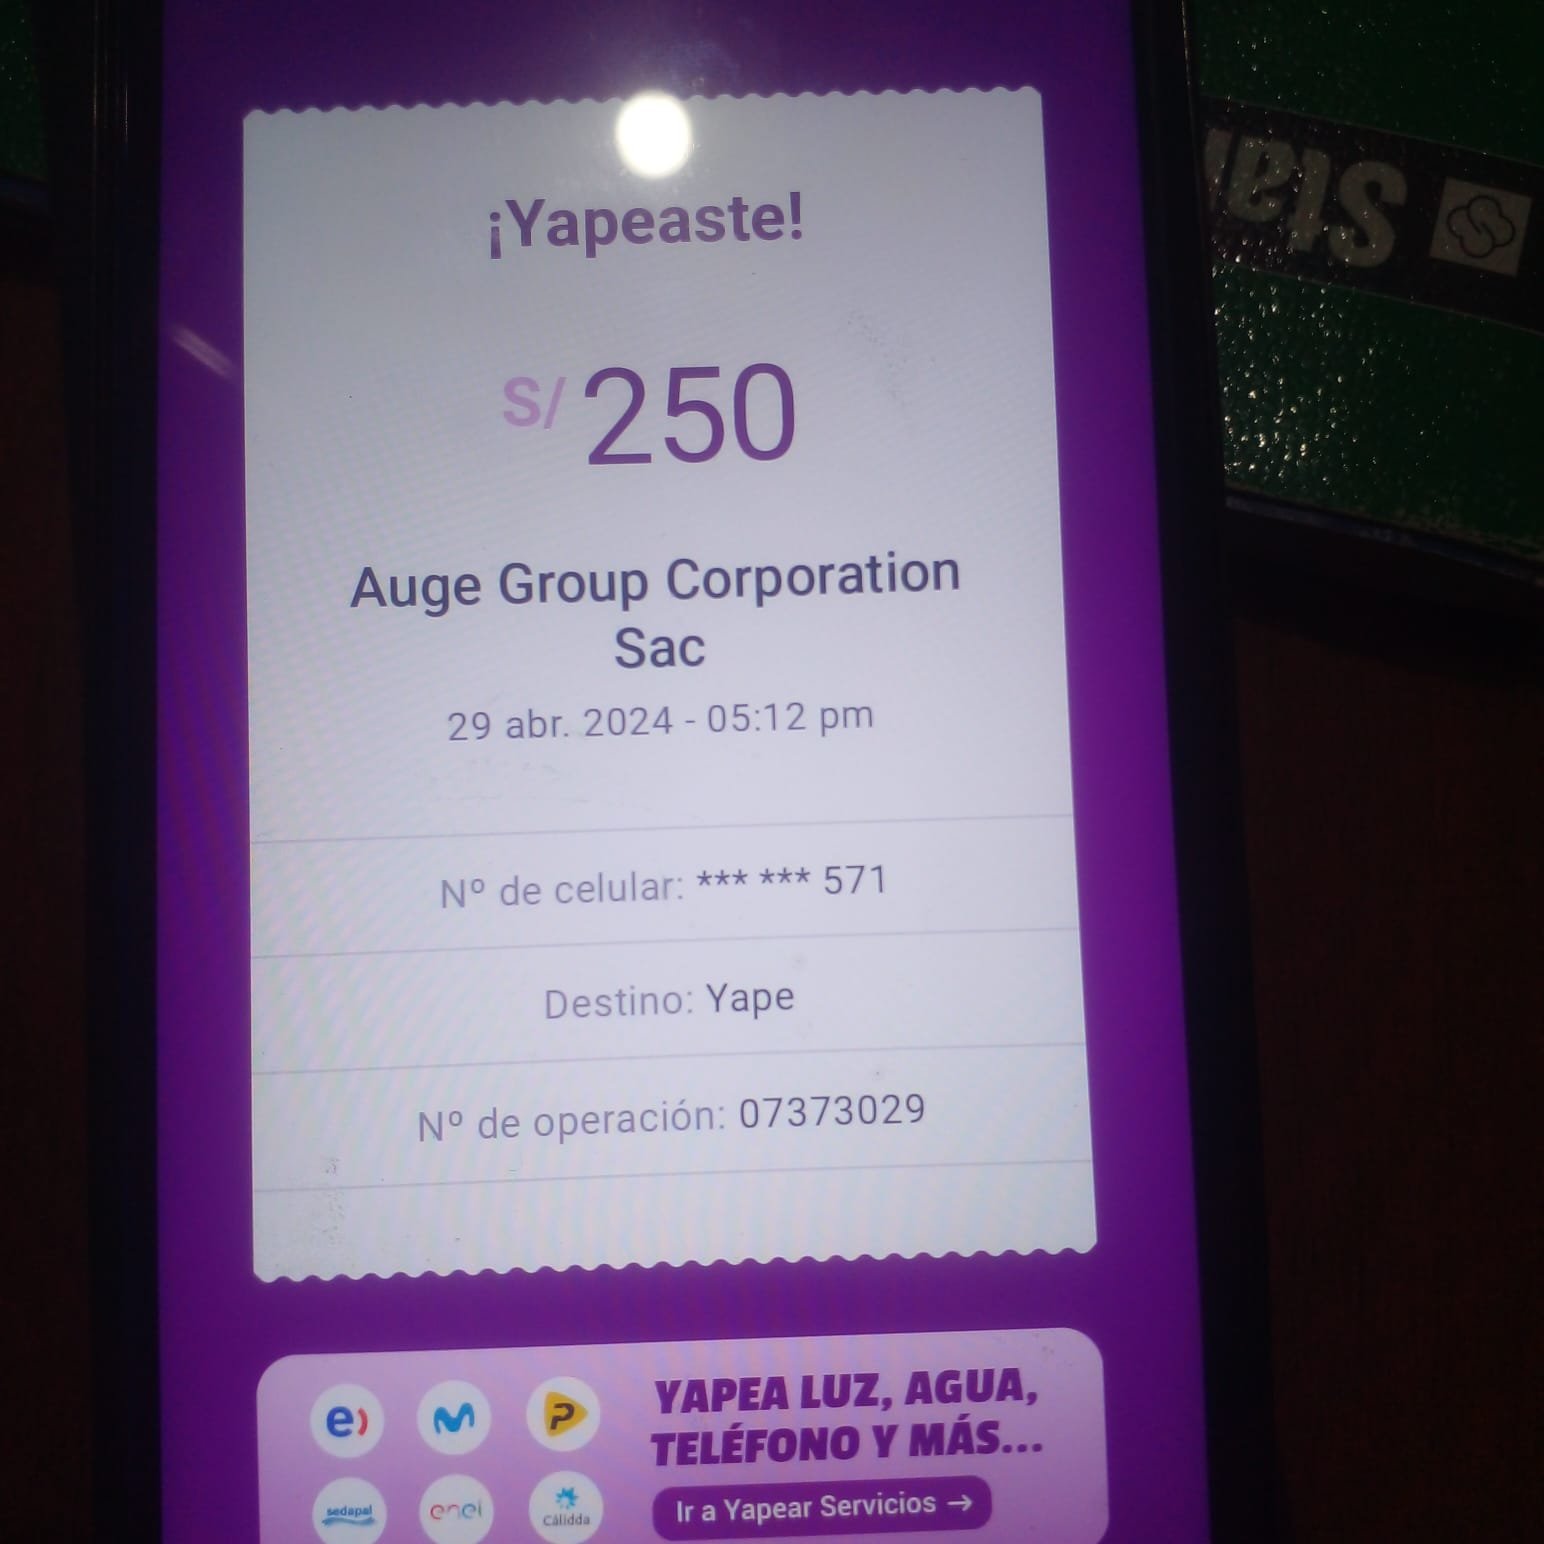 ¡Yapeaste!
S/250
Auge Group Corporation
Sac
29 abr. 2024 - 05:12 pm
Nº de celular: *** *** 571
Destino: Yape
Nº de operación: 07373029
YAPEA LUZ, AGUA,
TELÉFONO Y MÁS...
Ir a Yapear Servicios →
e)
P
sedapal
enel
Cálidda